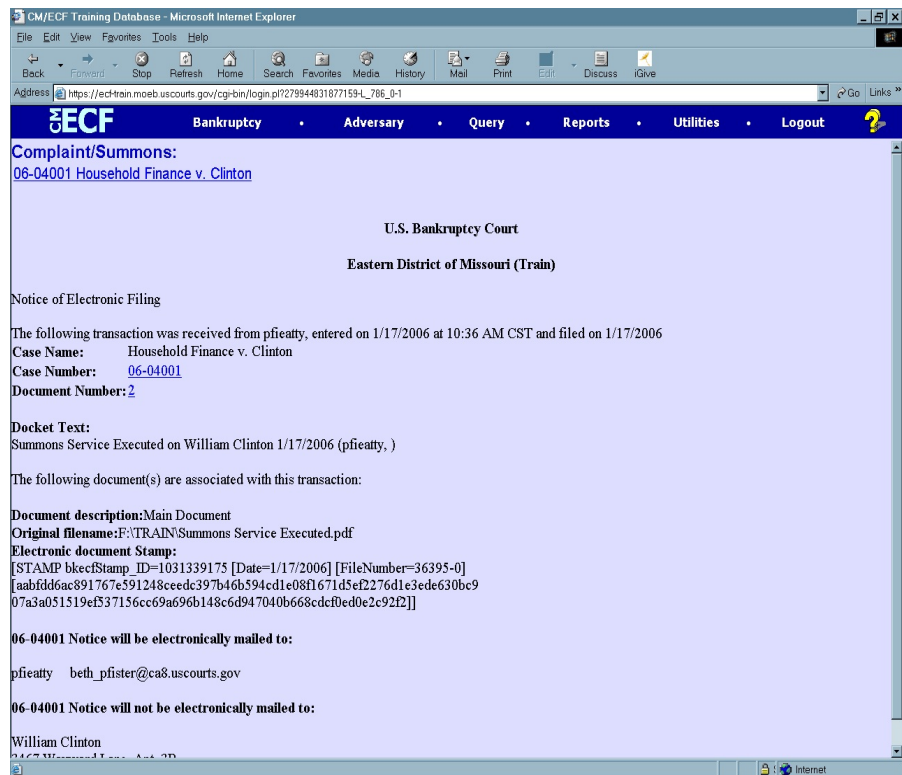 CM/ECF Training Database - Microsoft Internet Explorer
File Edit View Favorites Tools Help
Back Forward Stop Refresh Home Search Favorites Media History Mail Print Edit Discuss iGive
Address https://ecf-train.moeb.uscourts.gov/cgi-bin/login.pl?279944831877159-L_786_0-1 Go Links »
CM ECF Bankruptcy • Adversary • Query • Reports • Utilities • Logout ?
Complaint/Summons:
06-04001 Household Finance v. Clinton
U.S. Bankruptcy Court
Eastern District of Missouri (Train)
Notice of Electronic Filing
The following transaction was received from pfieatty, entered on 1/17/2006 at 10:36 AM CST and filed on 1/17/2006
Case Name: Household Finance v. Clinton
Case Number: 06-04001
Document Number: 2
Docket Text:
Summons Service Executed on William Clinton 1/17/2006 (pfieatty, )
The following document(s) are associated with this transaction:
Document description:Main Document
Original filename:F:\TRAIN\Summons Service Executed.pdf
Electronic document Stamp:
[STAMP bkecfStamp_ID=1031339175 [Date=1/17/2006] [FileNumber=36395-0]
[aabfdd6ac891767e591248ceedc397b46b594cd1e08f1671d5ef2276d1e3ede630bc9
07a3a051519ef537156cc69a696b148c6d947040b668cdcf0ed0e2c92f2]]
06-04001 Notice will be electronically mailed to:
pfieatty beth_pfister@ca8.uscourts.gov
06-04001 Notice will not be electronically mailed to:
William Clinton
Internet